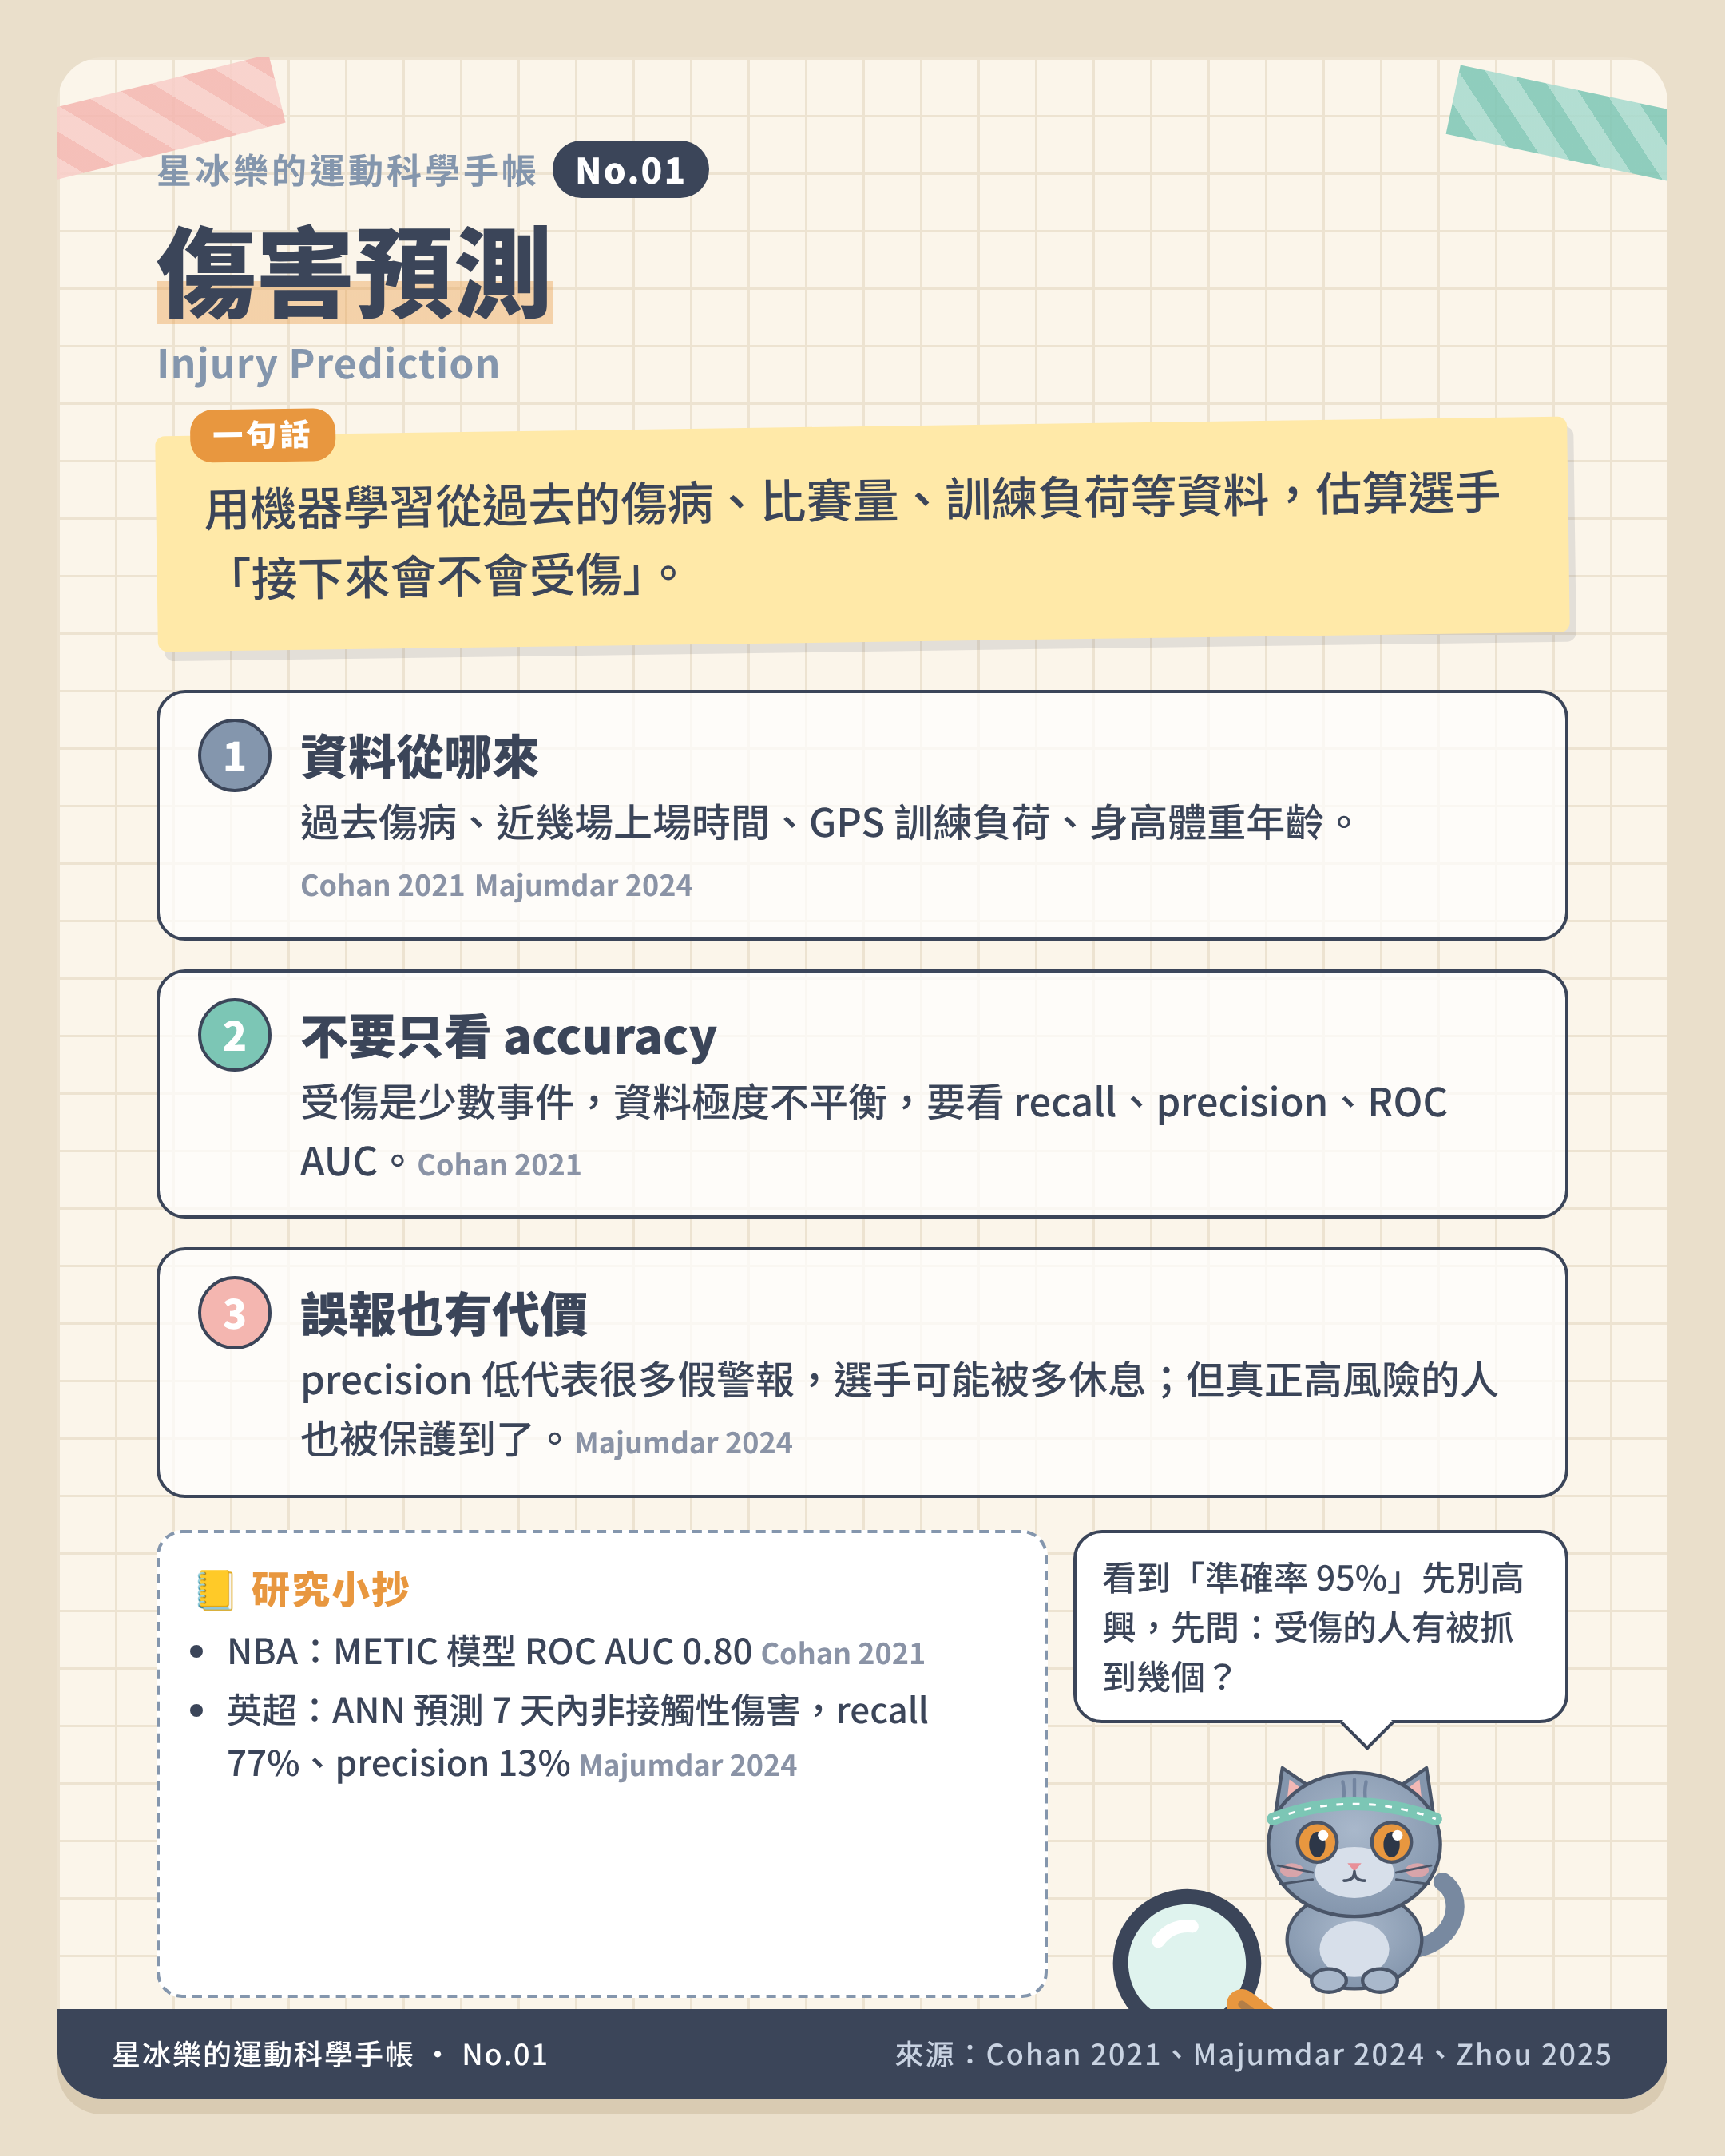 星冰樂的運動科學手帳 No.01
傷害預測
Injury Prediction
一句話
用機器學習從過去的傷病、比賽量、訓練負荷等資料，估算選手
「接下來會不會受傷」。
1 資料從哪來
過去傷病、近幾場上場時間、GPS 訓練負荷、身高體重年齡。
Cohan 2021 Majumdar 2024
2 不要只看 accuracy
受傷是少數事件，資料極度不平衡，要看 recall、precision、ROC
AUC。Cohan 2021
3 誤報也有代價
precision 低代表很多假警報，選手可能被多休息；但真正高風險的人
也被保護到了。Majumdar 2024
📒 研究小抄
• NBA：METIC 模型 ROC AUC 0.80 Cohan 2021
• 英超：ANN 預測 7 天內非接觸性傷害，recall
77%、precision 13% Majumdar 2024
看到「準確率 95%」先別高
興，先問：受傷的人有被抓
到幾個？
星冰樂的運動科學手帳 · No.01
來源：Cohan 2021、Majumdar 2024、Zhou 2025